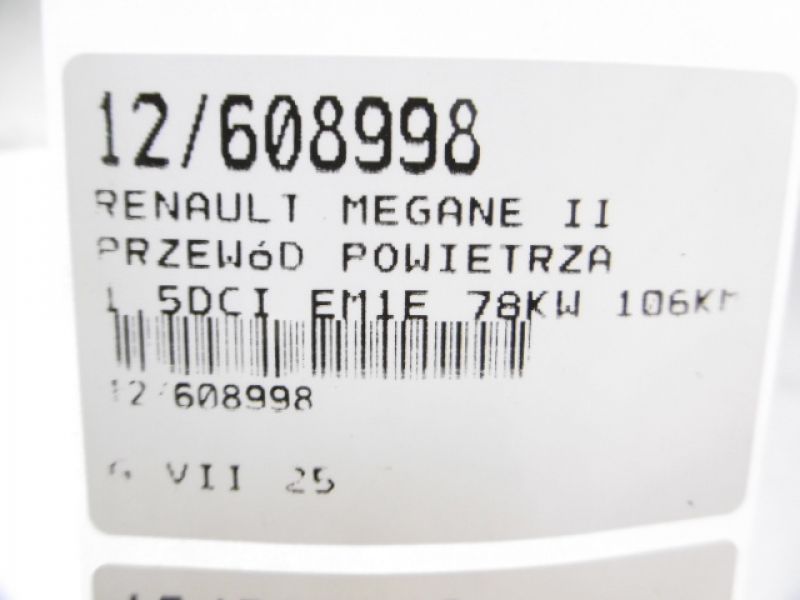 12/608998
RENAULT MEGANE II
PRZEWóD POWIETRZA
1.5DCI EM1E 78KW 106KM
12/608998
VII 25